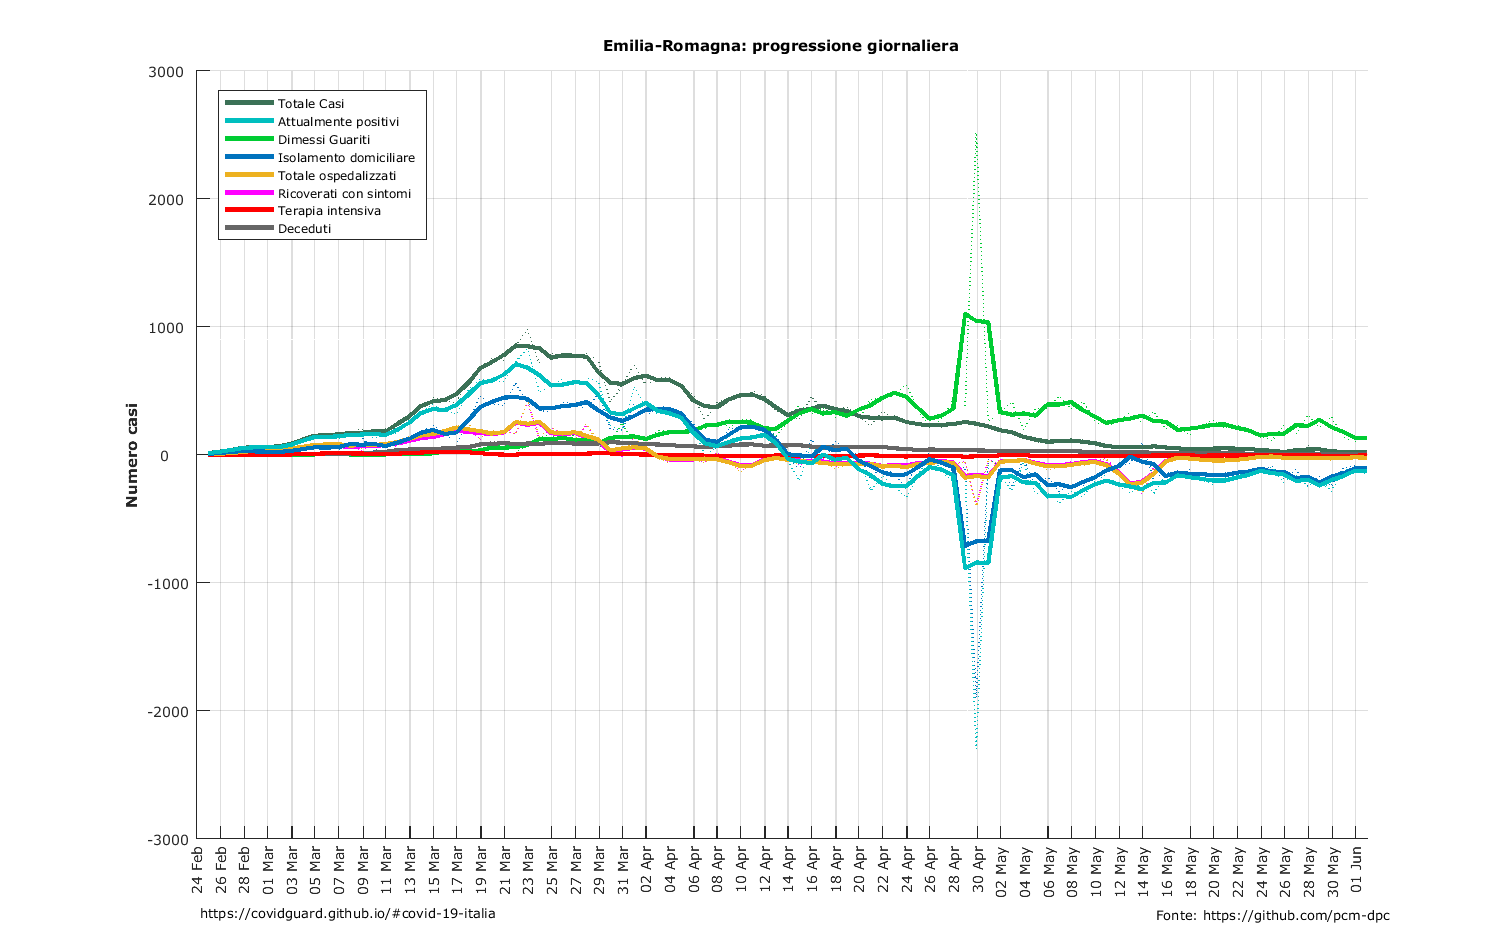 Emilia-Romagna: progressione giornaliera
3000
2000
1000
0
-1000
-2000
-3000
Numero casi
Totale Casi
Attualmente positivi
Dimessi Guariti
Isolamento domiciliare
Totale ospedalizzati
Ricoverati con sintomi
Terapia intensiva
Deceduti
24 Feb
26 Feb
28 Feb
01 Mar
03 Mar
05 Mar
07 Mar
09 Mar
11 Mar
13 Mar
15 Mar
17 Mar
19 Mar
21 Mar
23 Mar
25 Mar
27 Mar
29 Mar
31 Mar
02 Apr
04 Apr
06 Apr
08 Apr
10 Apr
12 Apr
14 Apr
16 Apr
18 Apr
20 Apr
22 Apr
24 Apr
26 Apr
28 Apr
30 Apr
02 May
04 May
06 May
08 May
10 May
12 May
14 May
16 May
18 May
20 May
22 May
24 May
26 May
28 May
30 May
01 Jun
https://covidguard.github.io/#covid-19-italia
Fonte: https://github.com/pcm-dpc